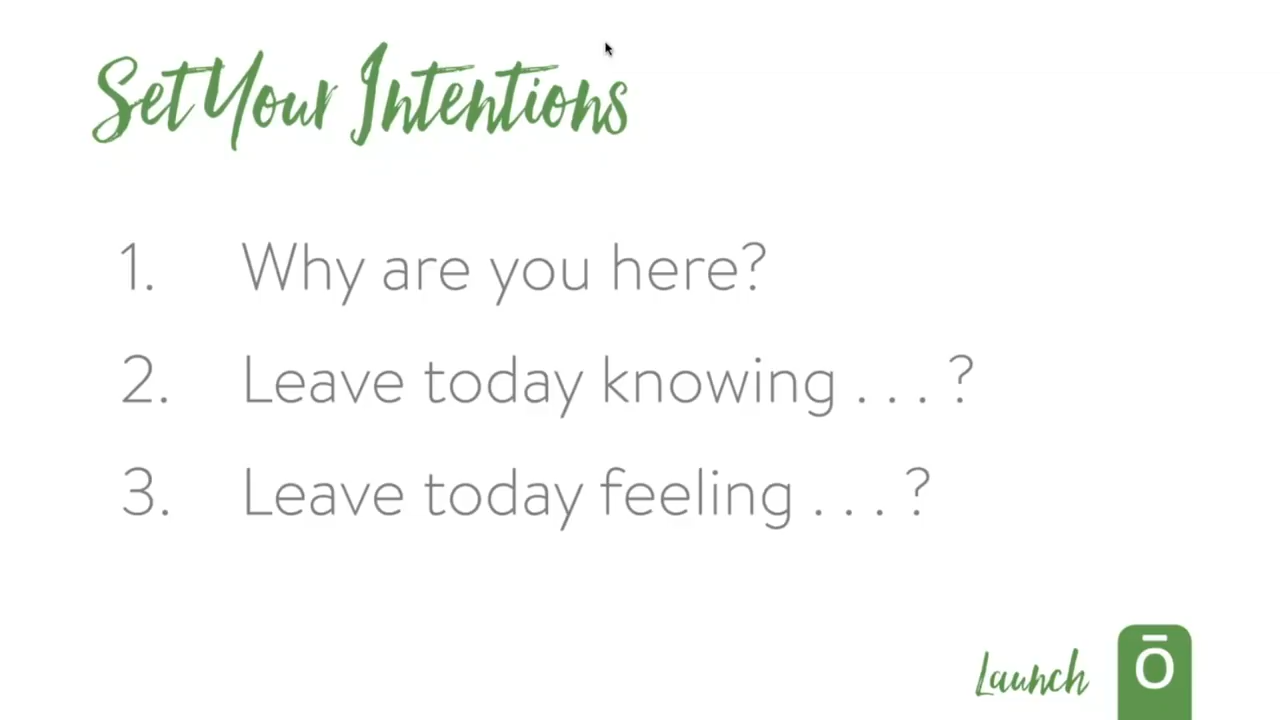 Set Your Intentions
1. Why are you here?
2. Leave today knowing . . . ?
3. Leave today feeling . . . ?
Launch ō